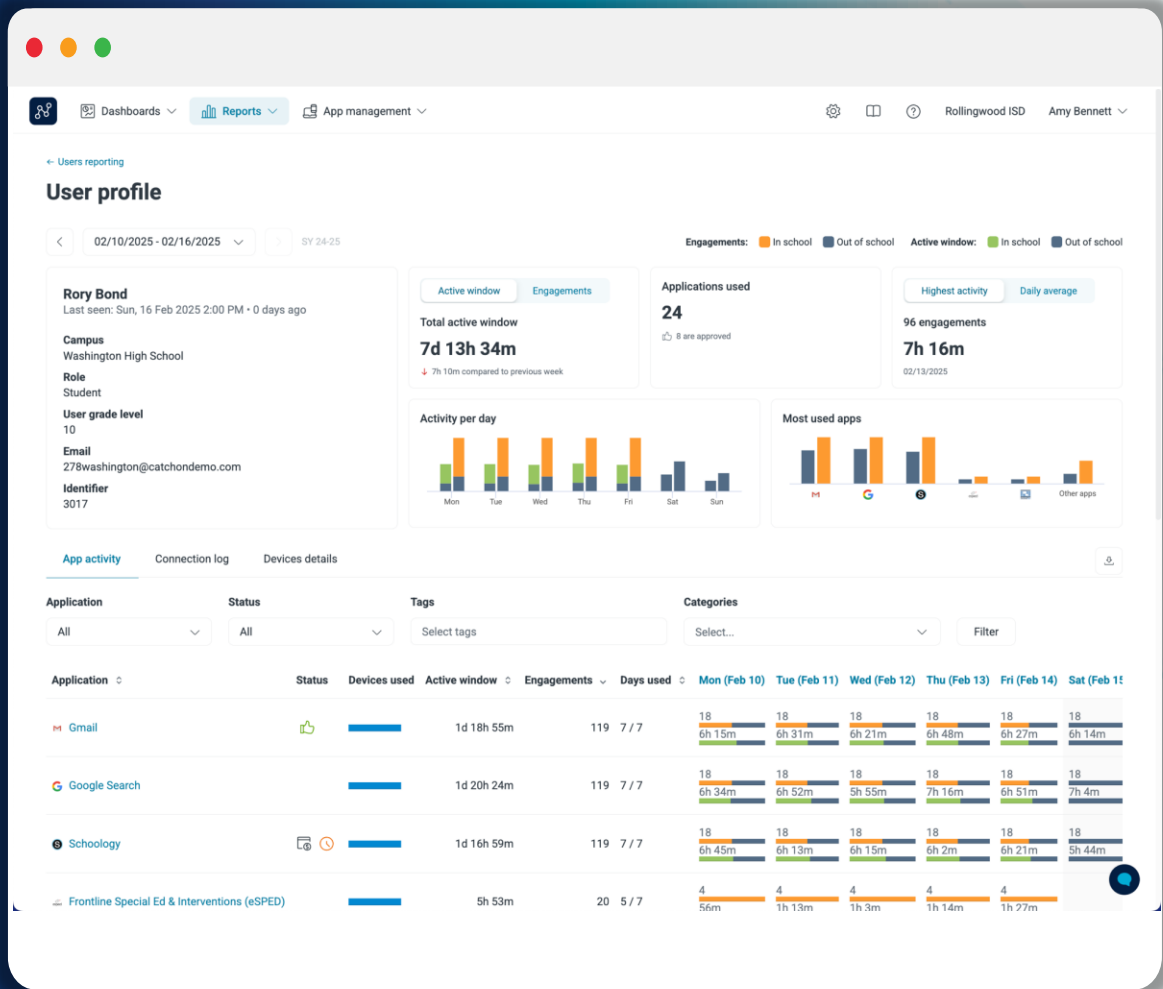 Dashboards
Reports
App management
Rollingwood ISD
Amy Bennett
← Users reporting
User profile
02/10/2025 - 02/16/2025
SY 24-25
Engagements: In school Out of school Active window: In school Out of school
Rory Bond
Last seen: Sun, 16 Feb 2025 2:00 PM • 0 days ago
Campus
Washington High School
Role
Student
User grade level
10
Email
278washington@catchondemo.com
Identifier
3017
Active window Engagements
Total active window
7d 13h 34m
7h 10m compared to previous week
Applications used
24
8 are approved
Highest activity Daily average
96 engagements
7h 16m
02/13/2025
Activity per day
Mon Tue Wed Thu Fri Sat Sun
Most used apps
Other apps
App activity Connection log Devices details
Application Status Tags Categories
All All Select tags Select... Filter
Application Status Devices used Active window Engagements Days used Mon (Feb 10) Tue (Feb 11) Wed (Feb 12) Thu (Feb 13) Fri (Feb 14) Sat (Feb 15
18 18 18 18 18 18
Gmail 1d 18h 55m 119 7 / 7
6h 15m 6h 31m 6h 21m 6h 48m 6h 27m 6h 14m
18 18 18 18 18 18
Google Search 1d 20h 24m 119 7 / 7
6h 34m 6h 52m 5h 55m 7h 16m 6h 51m 7h 4m
18 18 18 18 18 18
Schoology 1d 16h 59m 119 7 / 7
6h 45m 6h 13m 6h 15m 6h 2m 6h 21m 5h 44m
4 4 4 4 4
Frontline Special Ed & Interventions (eSPED) 5h 53m 20 5 / 7
56m 1h 13m 1h 3m 1h 14m 1h 27m